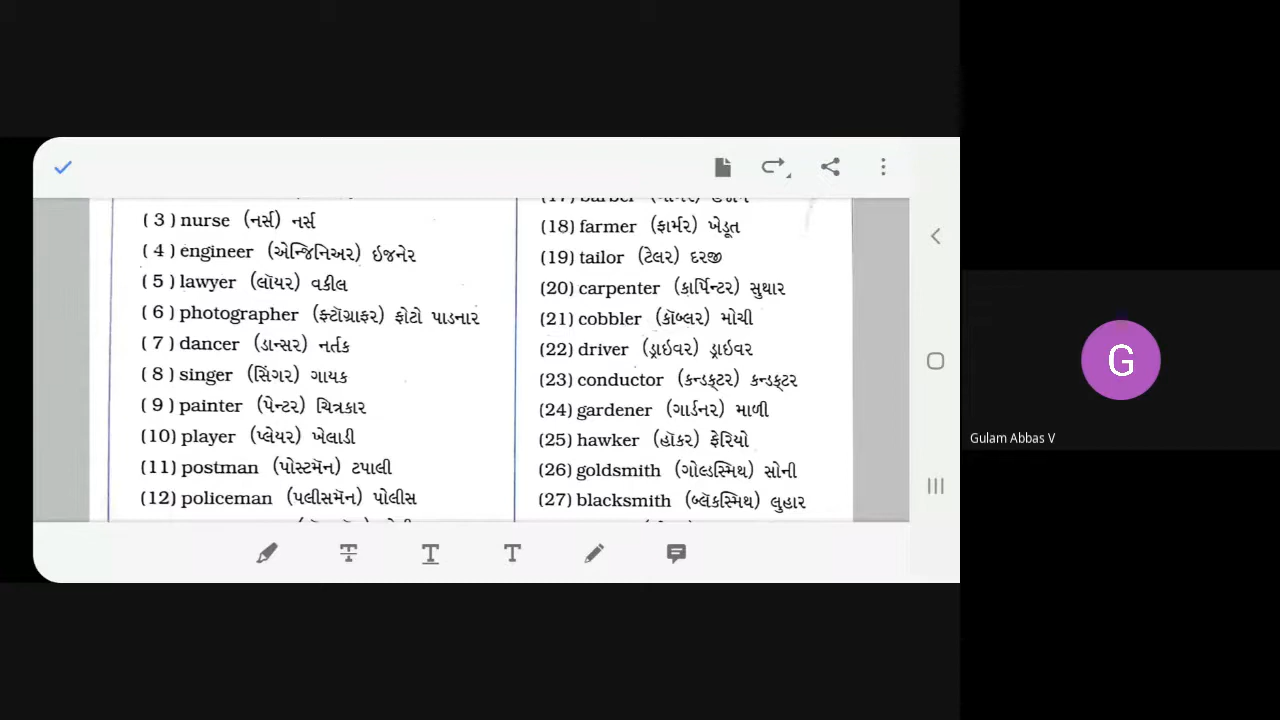 ( 3 ) nurse (નર્સ) નર્સ
( 4 ) engineer (એન્જિનિઅર) ઇજનેર
( 5 ) lawyer (લૉયર) વકીલ
( 6 ) photographer (ફ્ટૉગ્રાફર) ફોટો પાડનાર
( 7 ) dancer (ડાન્સર) નર્તક
( 8 ) singer (સિંગર) ગાયક
( 9 ) painter (પેન્ટર) ચિત્રકાર
(10) player (પ્લેયર) ખેલાડી
(11) postman (પોસ્ટમૅન) ટપાલી
(12) policeman (પલીસમૅન) પોલીસ
(17) barber
(18) farmer (ફાર્મર) ખેડૂત
(19) tailor (ટેલર) દરજી
(20) carpenter (કાર્પિન્ટર) સુથાર
(21) cobbler (કૉબ્લર) મોચી
(22) driver (ડ્રાઇવર) ડ્રાઇવર
(23) conductor (કન્ડક્ટર) કન્ડક્ટર
(24) gardener (ગાર્ડનર) માળી
(25) hawker (હૉકર) ફેરિયો
(26) goldsmith (ગોલ્ડસ્મિથ) સોની
(27) blacksmith (બ્લૅકસ્મિથ) લુહાર
G
Gulam Abbas V